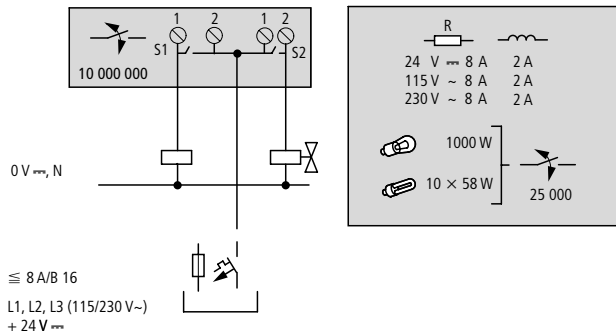 1 2 1 2
S1 S2
10 000 000
0 V ⎓, N
≦ 8 A/B 16
L1, L2, L3 (115/230 V~)
+ 24 V ⎓
R
24 V ⎓ 8 A 2 A
115 V ~ 8 A 2 A
230 V ~ 8 A 2 A
1000 W
10 × 58 W
25 000